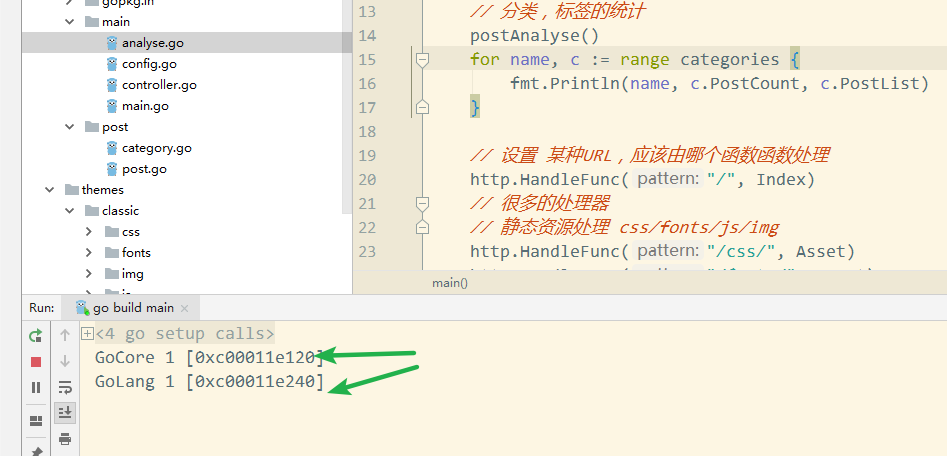 gopkg.in
main
analyse.go
config.go
controller.go
main.go
post
category.go
post.go
themes
classic
css
fonts
img
13 // 分类，标签的统计
14 postAnalyse()
15 for name, c := range categories {
16 fmt.Println(name, c.PostCount, c.PostList)
17 }
18
19 // 设置 某种URL，应该由哪个函数函数处理
20 http.HandleFunc( pattern: "/", Index)
21 // 很多的处理器
22 // 静态资源处理 css/fonts/js/img
23 http.HandleFunc( pattern: "/css/", Asset)
main()
Run: go build main
<4 go setup calls>
GoCore 1 [0xc00011e120]
GoLang 1 [0xc00011e240]